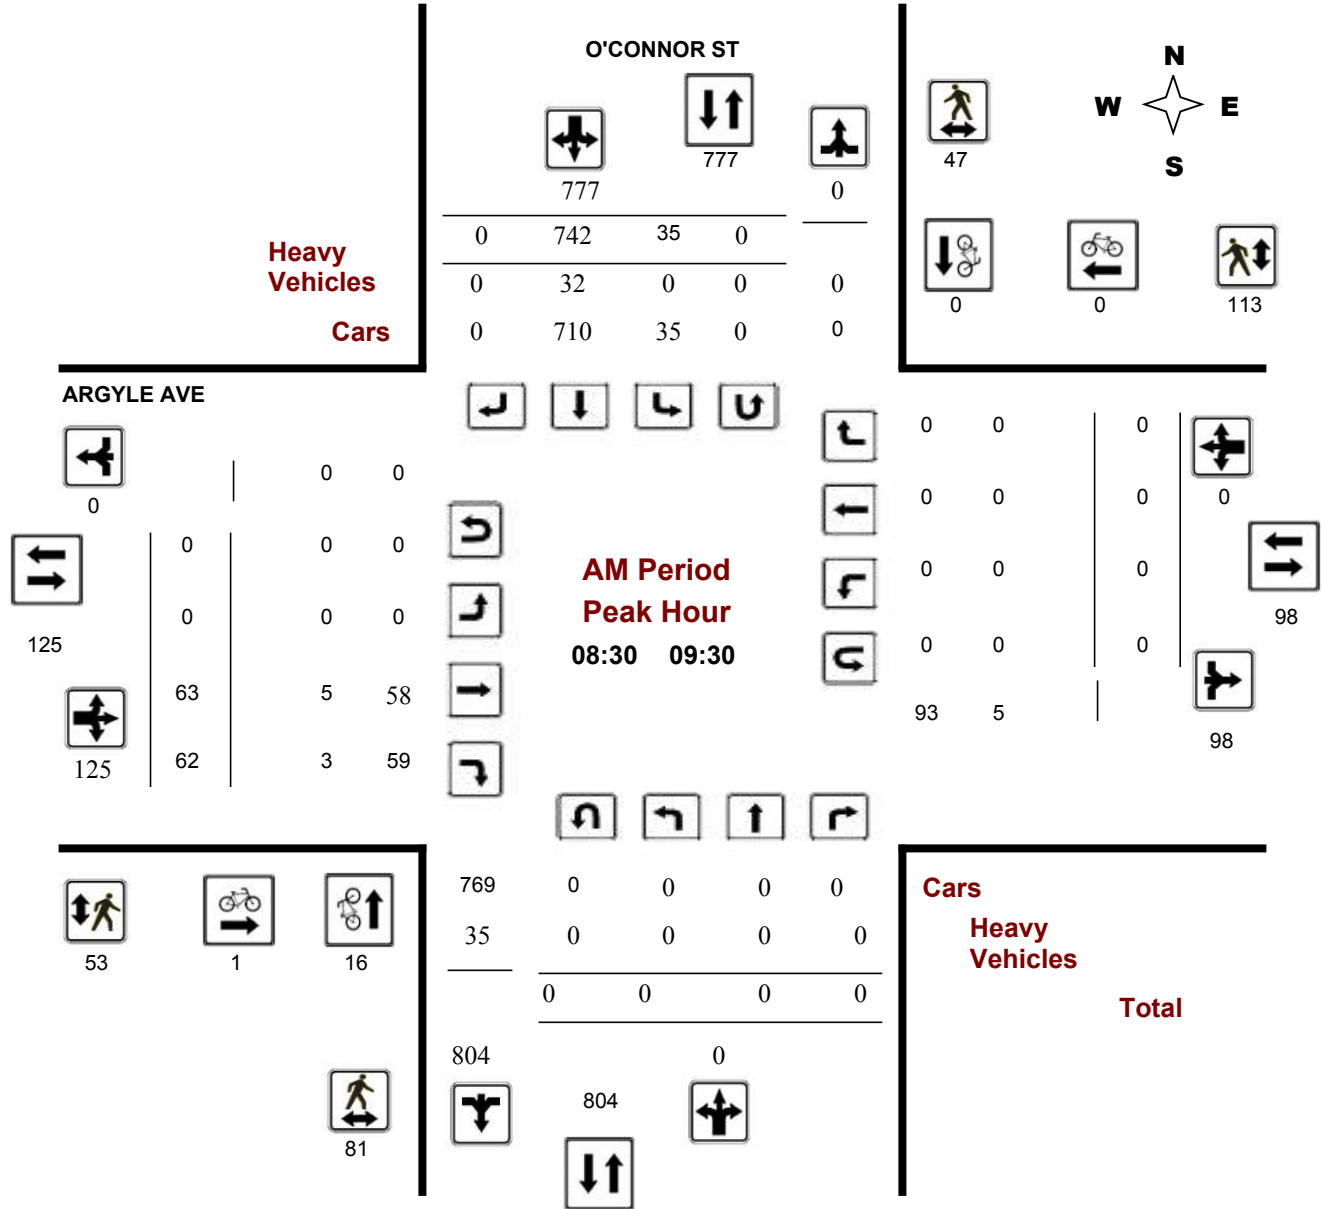 O'CONNOR ST
N
W E
S
777
47
777 0
0 742 35 0
Heavy
Vehicles 0 32 0 0 0
0 0 113
Cars 0 710 35 0 0
ARGYLE AVE
0 0 0
0 0
0
0 0 0 0
0 0 0
AM Period
0 0 0
Peak Hour
0 0 0
98
125
08:30 09:30
0 0 0
63 5 58
93 5
98
125 62 3 59
769 0 0 0 0
Cars
35 0 0 0 0
Heavy
Vehicles
53 1 16
0 0 0 0
Total
804 0
804
81